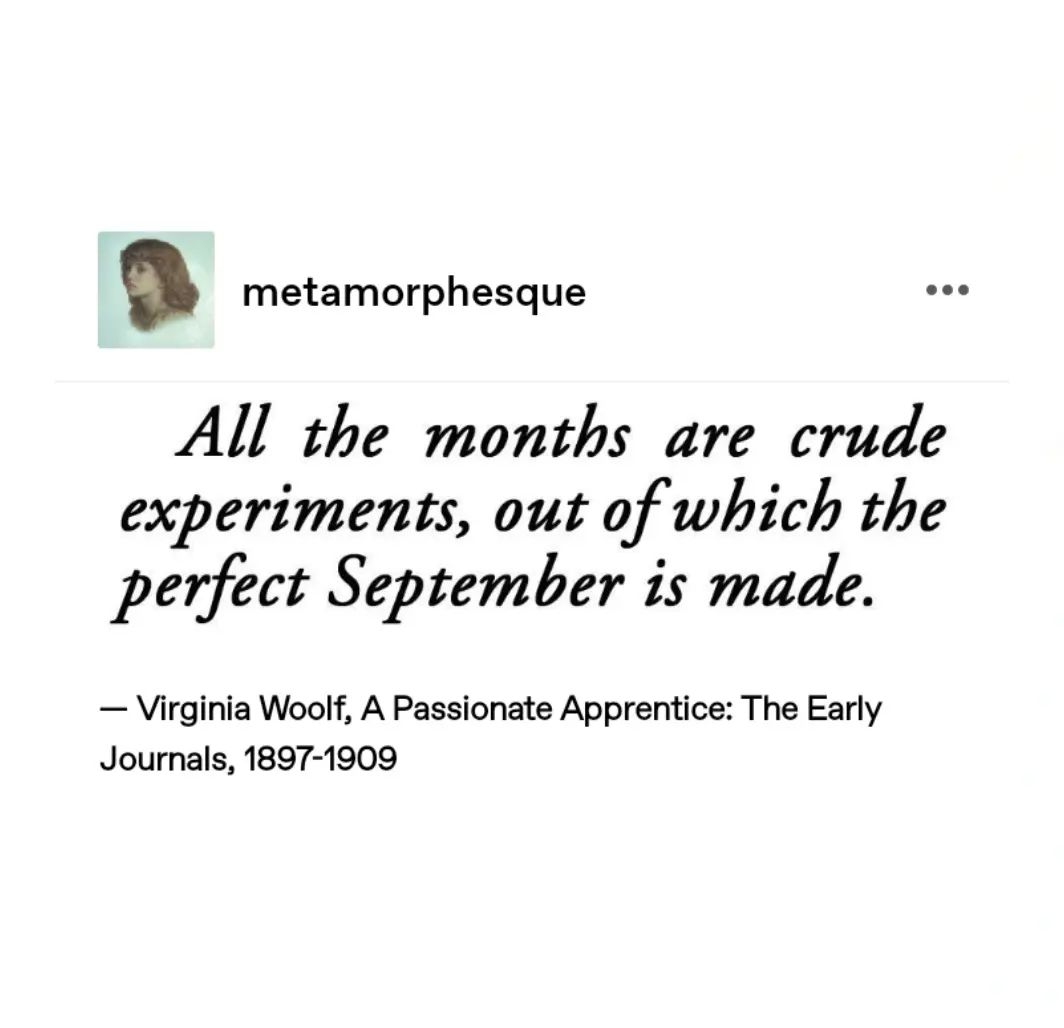 metamorphesque
All the months are crude
experiments, out of which the
perfect September is made.
— Virginia Woolf, A Passionate Apprentice: The Early
Journals, 1897-1909